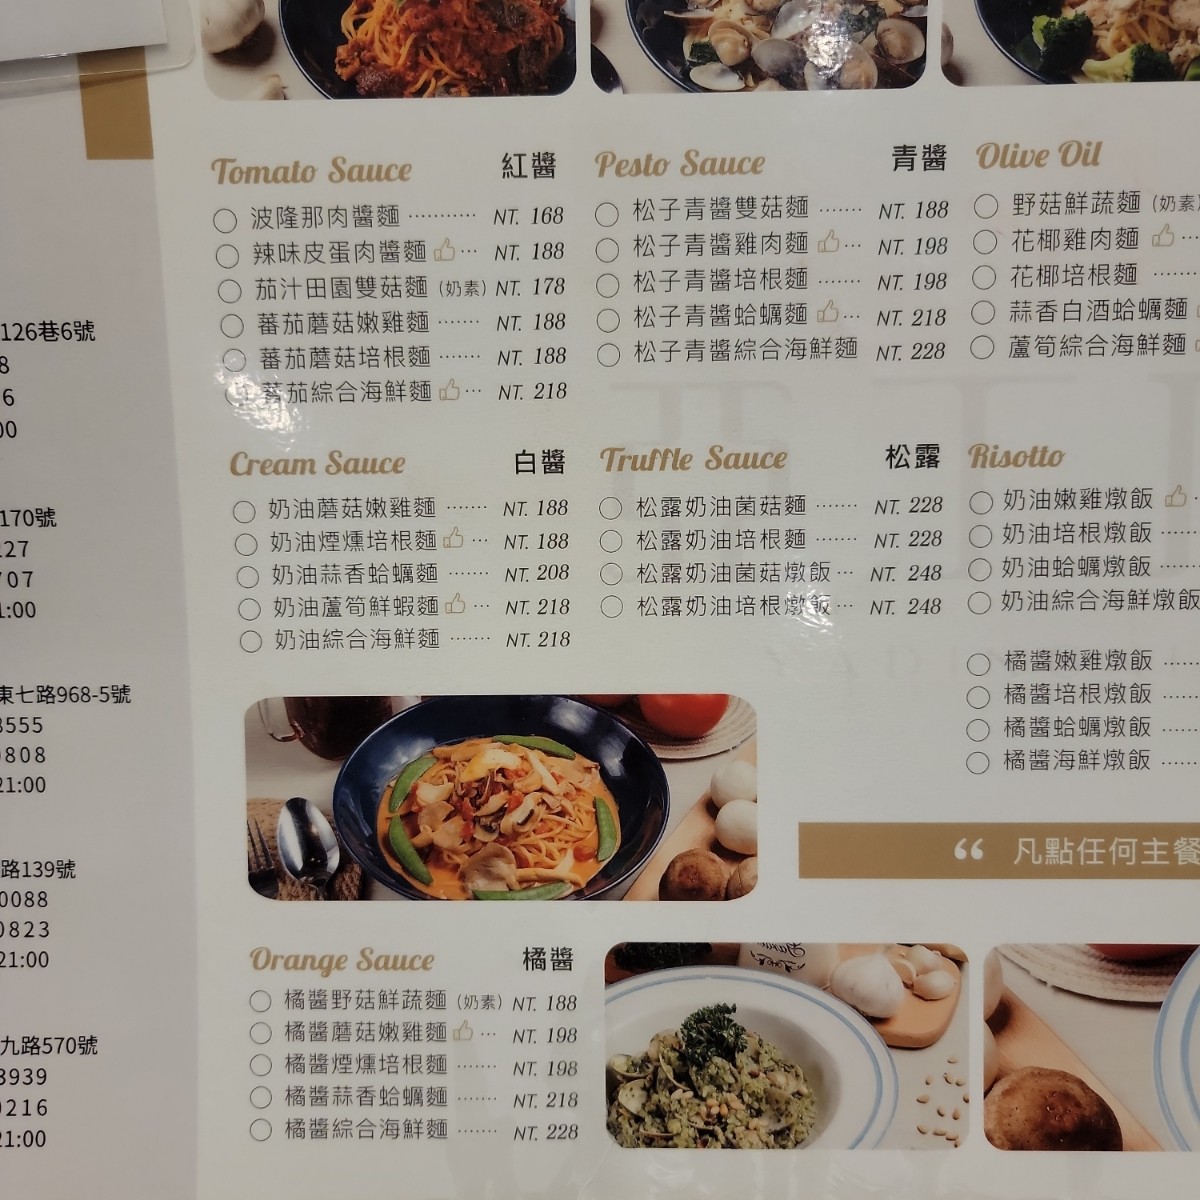 126巷6號
8
6
00
170號
227
707
1:00
東七路968-5號
8555
0808
21:00
路139號
0088
0823
21:00
九路570號
3939
0216
21:00
Tomato Sauce 紅醬
波隆那肉醬麵 ........... NT. 168
辣味皮蛋肉醬麵 ... NT. 188
茄汁田園雙菇麵 (奶素) NT. 178
蕃茄蘑菇嫩雞麵 ....... NT. 188
蕃茄蘑菇培根麵 ....... NT. 188
蕃茄綜合海鮮麵 ... NT. 218
Pesto Sauce 青醬
松子青醬雙菇麵 ....... NT. 188
松子青醬雞肉麵 ... NT. 198
松子青醬培根麵 ....... NT. 198
松子青醬蛤蠣麵 ... NT. 218
松子青醬綜合海鮮麵 NT. 228
Olive Oil
野菇鮮蔬麵 (奶素)
花椰雞肉麵 ...
花椰培根麵 .......
蒜香白酒蛤蠣麵
蘆筍綜合海鮮麵
Cream Sauce 白醬
奶油蘑菇嫩雞麵 ....... NT. 188
奶油煙燻培根麵 ... NT. 188
奶油蒜香蛤蠣麵 ....... NT. 208
奶油蘆筍鮮蝦麵 ... NT. 218
奶油綜合海鮮麵 ....... NT. 218
Truffle Sauce 松露
松露奶油菌菇麵 ....... NT. 228
松露奶油培根麵 ....... NT. 228
松露奶油菌菇燉飯 ... NT. 248
松露奶油培根燉飯 ... NT. 248
Risotto
奶油嫩雞燉飯
奶油培根燉飯 .....
奶油蛤蠣燉飯 .....
奶油綜合海鮮燉飯
橘醬嫩雞燉飯 .....
橘醬培根燉飯 .....
橘醬蛤蠣燉飯 .....
橘醬海鮮燉飯 .....
“ 凡點任何主餐
Orange Sauce 橘醬
橘醬野菇鮮蔬麵 (奶素) NT. 188
橘醬蘑菇嫩雞麵 ... NT. 198
橘醬煙燻培根麵 ....... NT. 198
橘醬蒜香蛤蠣麵 ....... NT. 218
橘醬綜合海鮮麵 ....... NT. 228